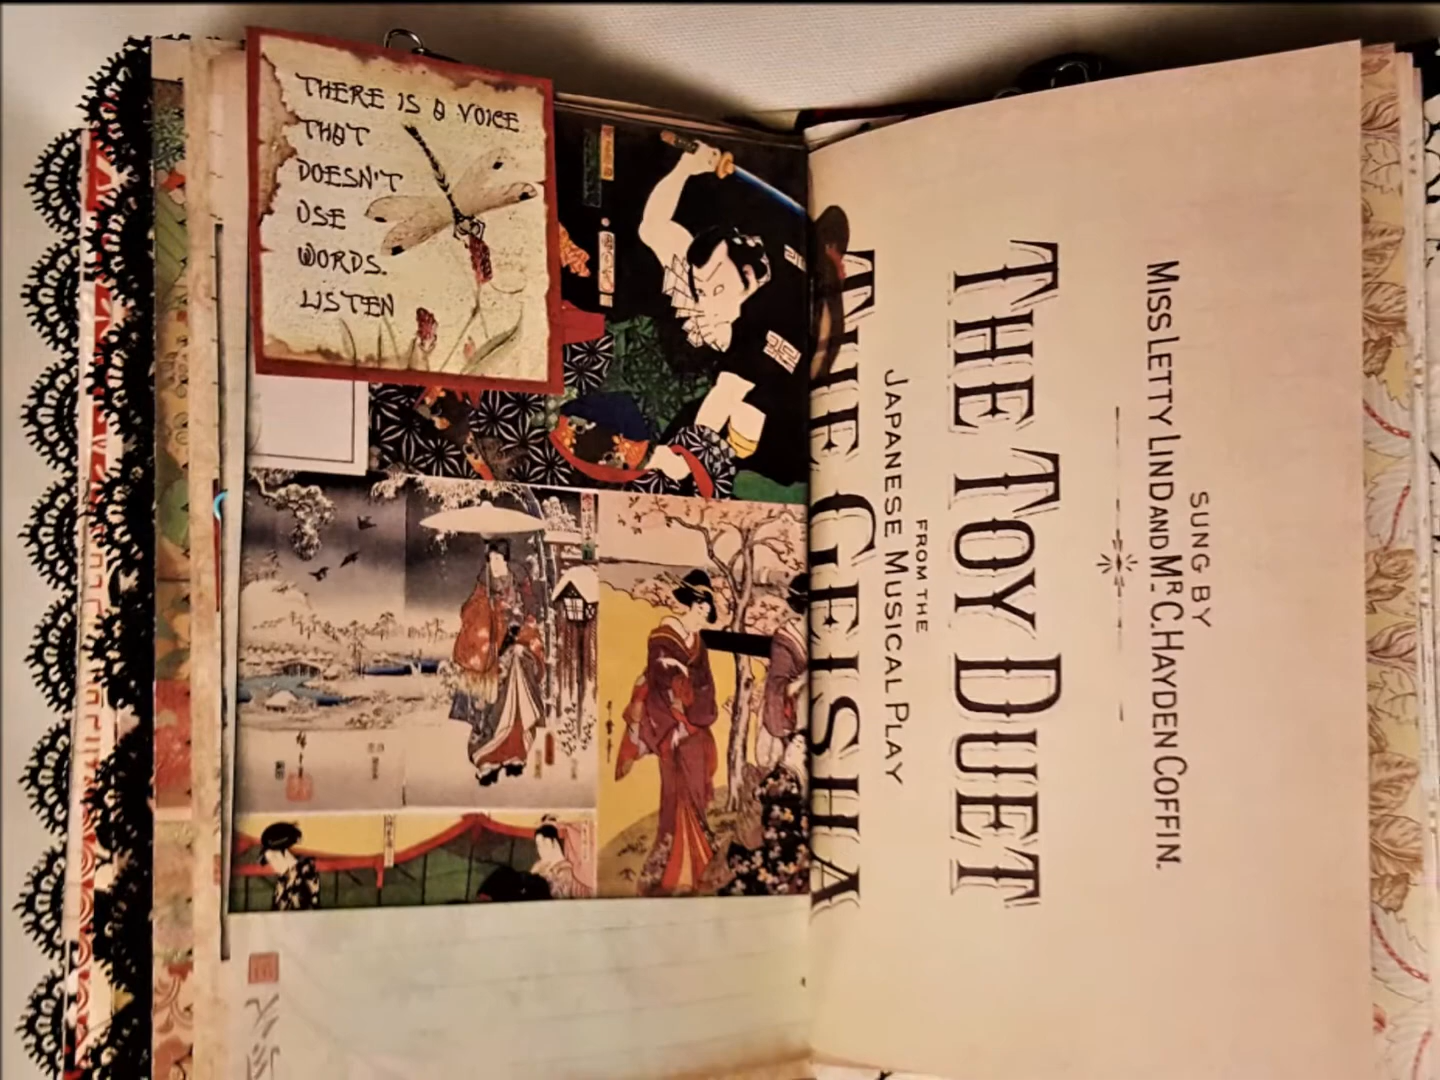 THERE IS A VOICE
THAT
DOESN'T
USE
WORDS.
LISTEN
SUNG BY
MISS LETTY LIND AND MR C. HAYDEN COFFIN.
THE TOY DUET
FROM THE
JAPANESE MUSICAL PLAY
GEISHA